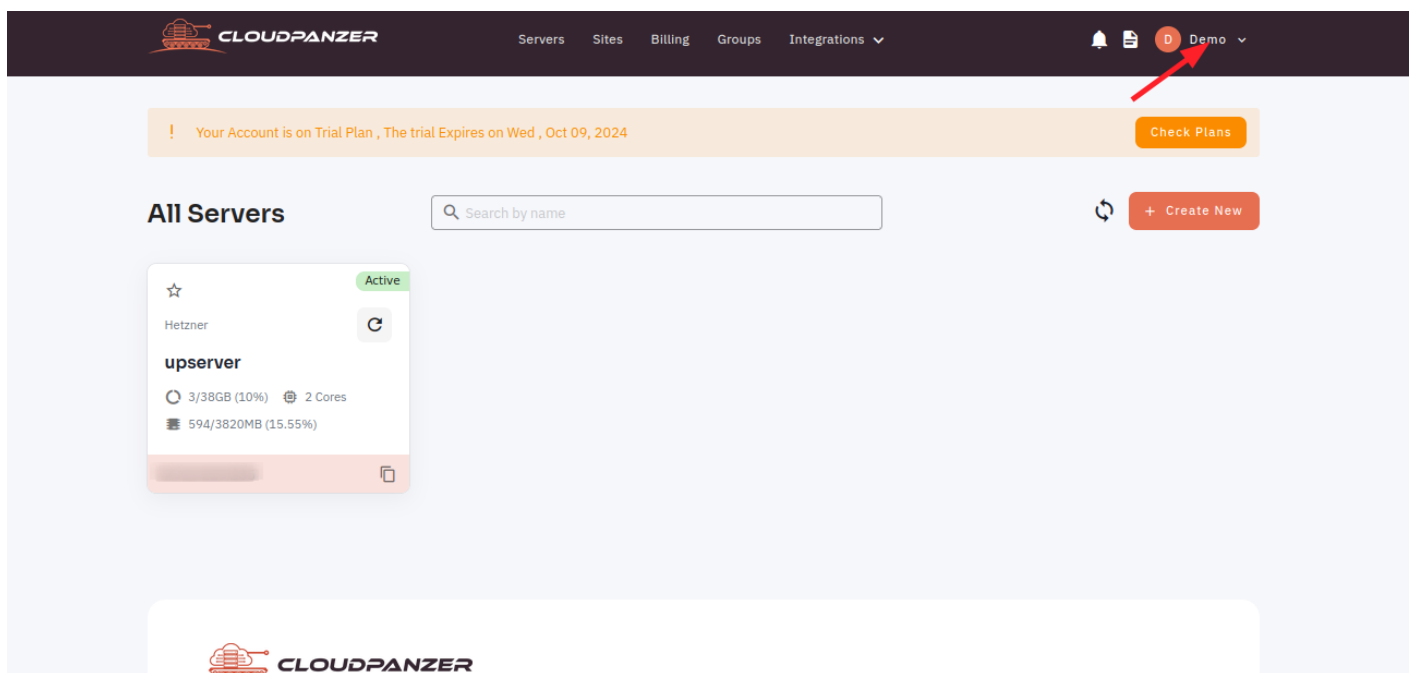 CLOUDPANZER
Servers Sites Billing Groups Integrations
D Demo
! Your Account is on Trial Plan , The trial Expires on Wed , Oct 09, 2024
Check Plans
All Servers
Search by name
+ Create New
Active
Hetzner
upserver
3/38GB (10%) 2 Cores
594/3820MB (15.55%)
CLOUDPANZER